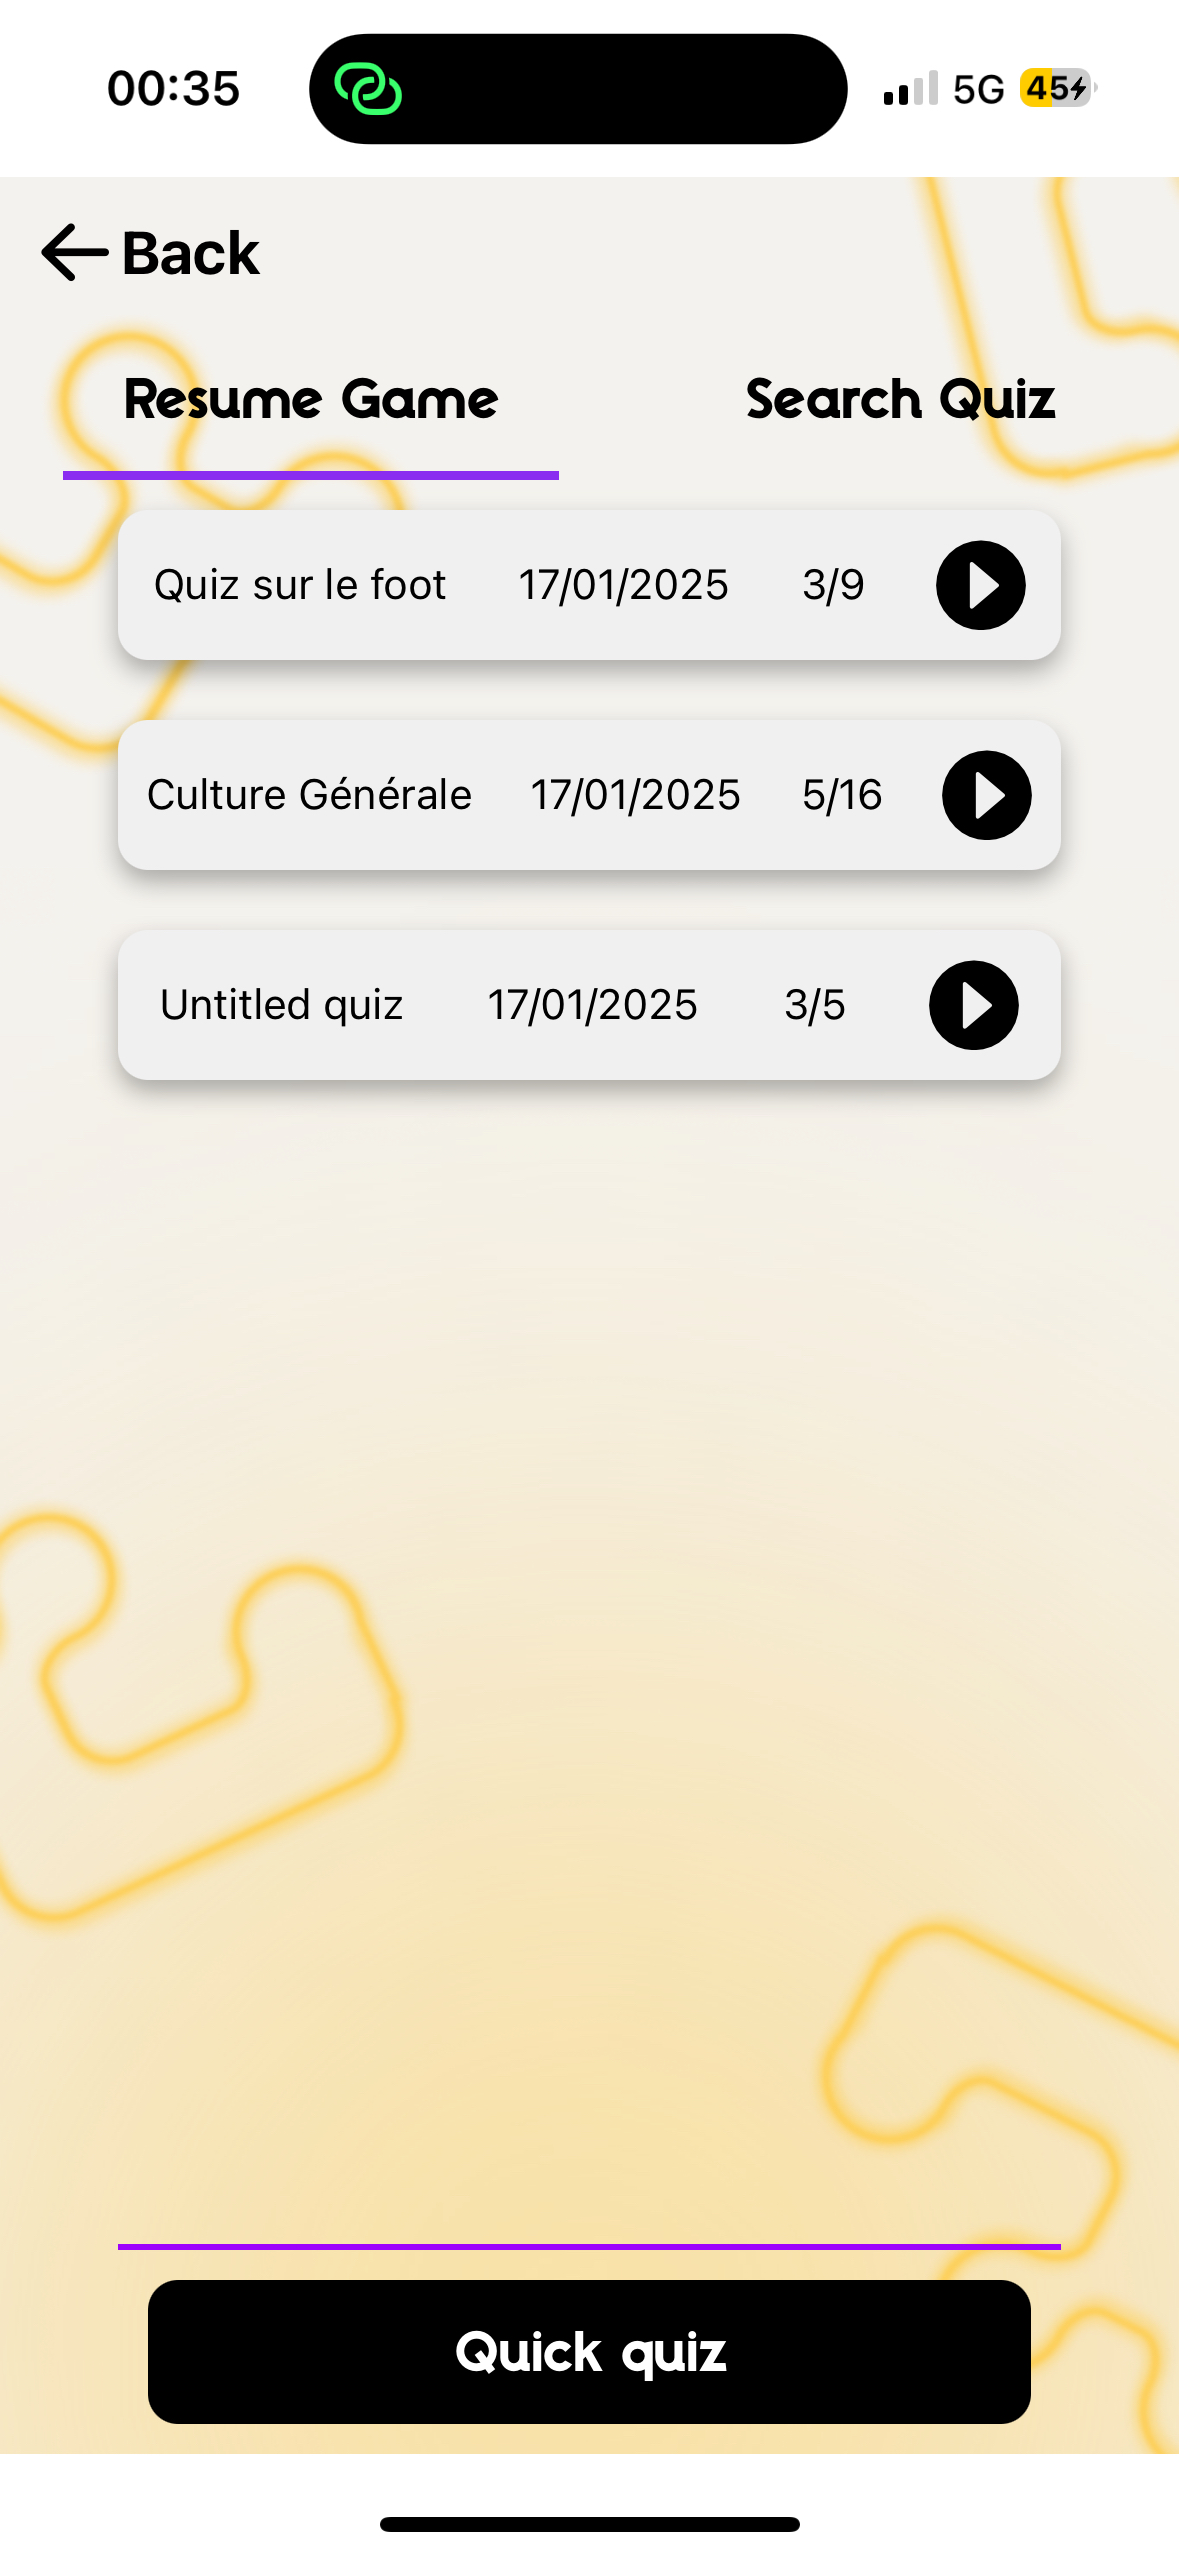 00:35 5G 45
Back
Resume Game Search Quiz
Quiz sur le foot 17/01/2025 3/9
Culture Générale 17/01/2025 5/16
Untitled quiz 17/01/2025 3/5
Quick quiz